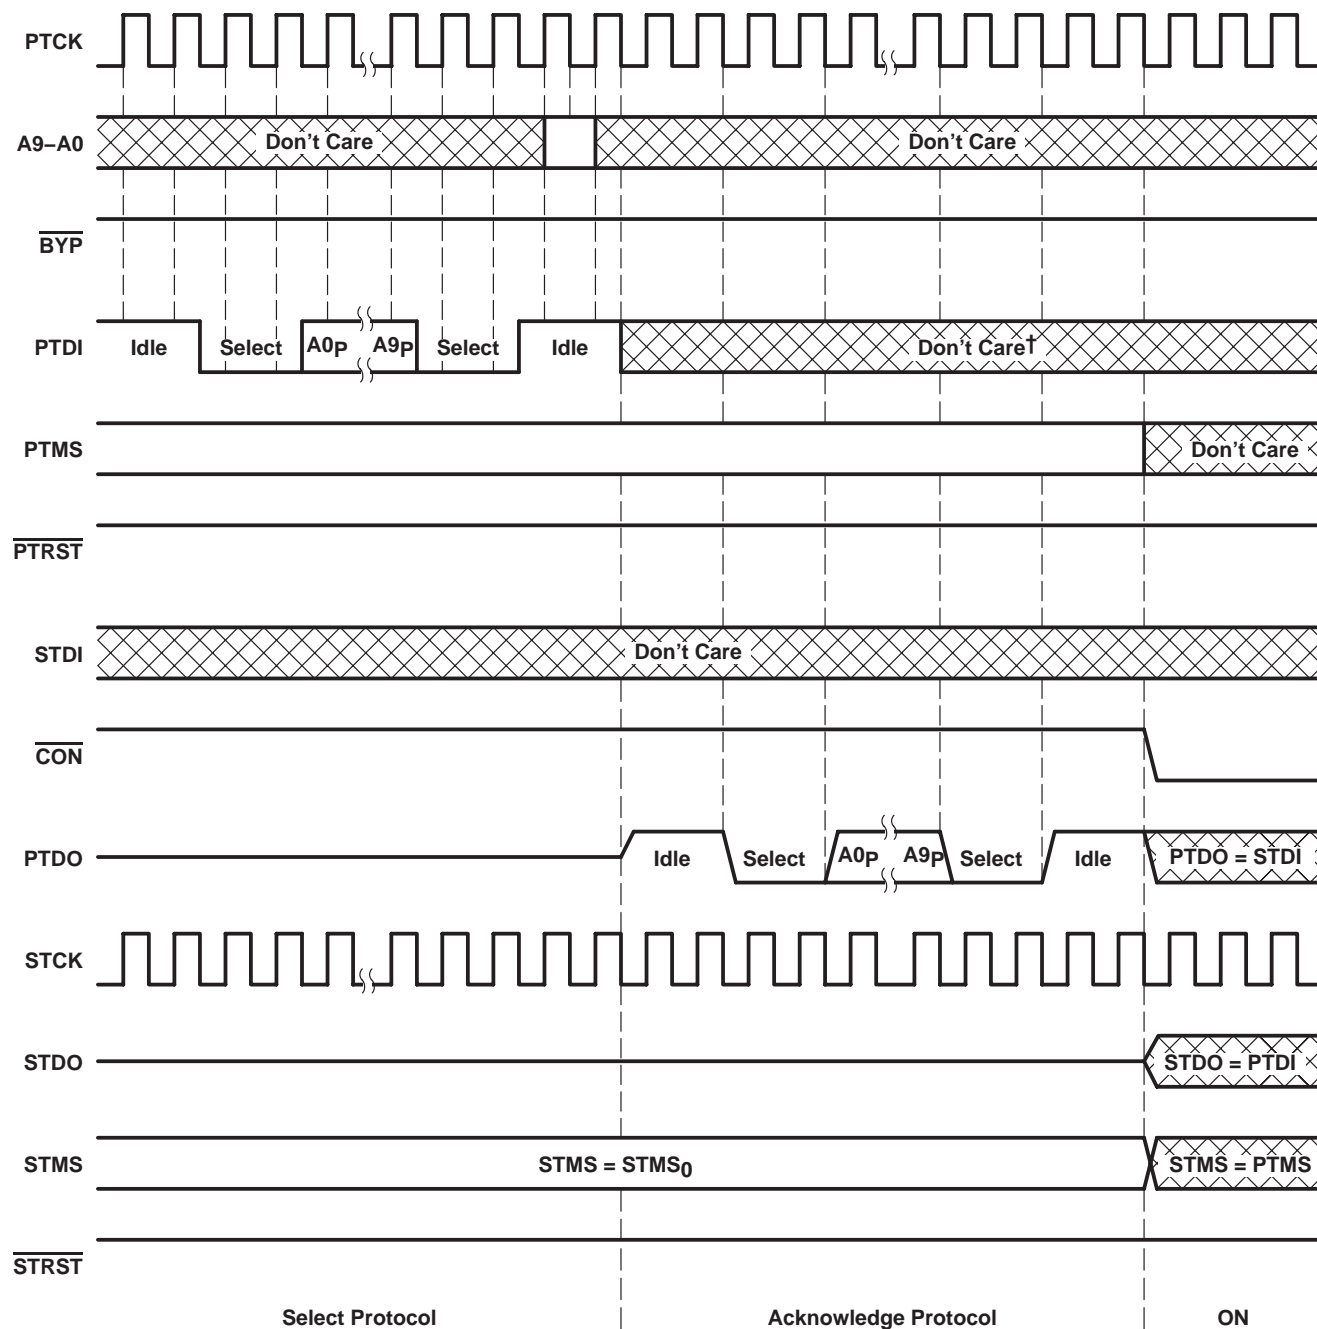 PTCK
A9–A0 Don't Care Don't Care
BYP
PTDI Idle Select A0P A9P Select Idle Don't Care†
PTMS Don't Care
PTRST
STDI Don't Care
CON
PTDO Idle Select A0P A9P Select Idle PTDO = STDI
STCK
STDO STDO = PTDI
STMS STMS = STMS0 STMS = PTMS
STRST
Select Protocol Acknowledge Protocol ON